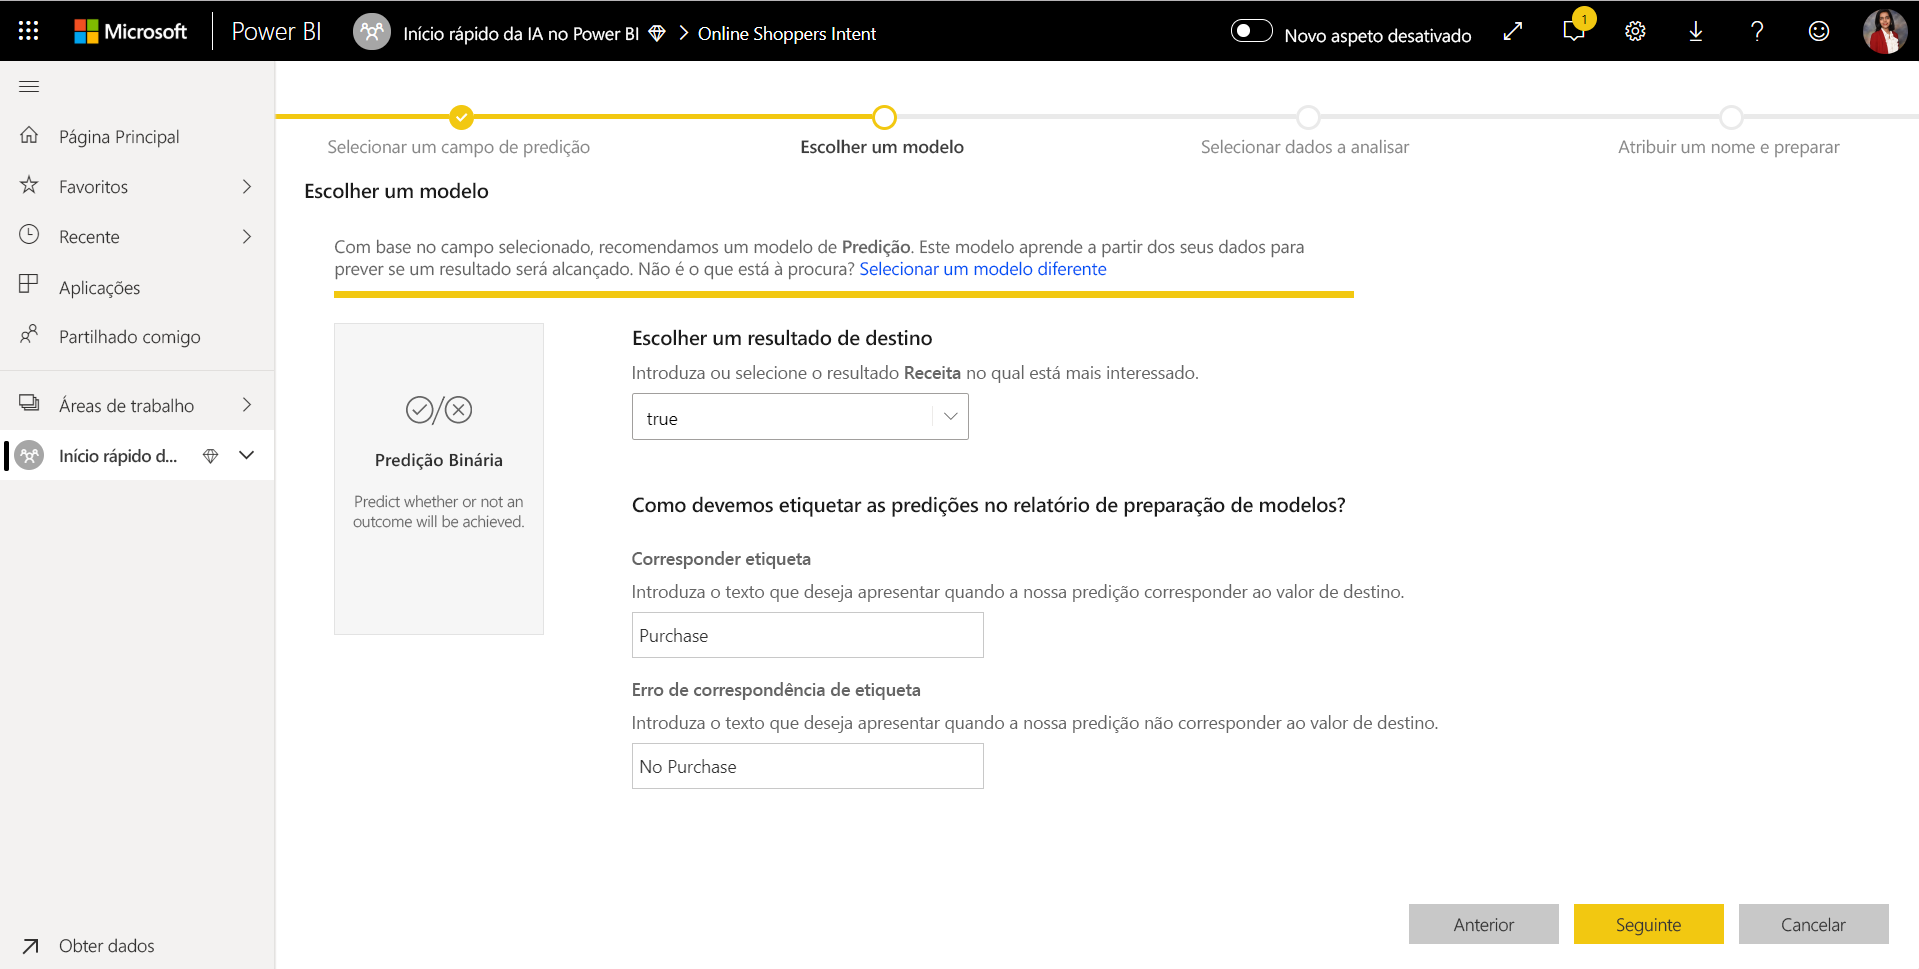 Microsoft
Power BI
Início rápido da IA no Power BI
Online Shoppers Intent
Novo aspeto desativado
1
?
Página Principal
Favoritos
Recente
Aplicações
Partilhado comigo
Áreas de trabalho
Início rápido d...
Obter dados
Selecionar um campo de predição
Escolher um modelo
Selecionar dados a analisar
Atribuir um nome e preparar
Escolher um modelo
Com base no campo selecionado, recomendamos um modelo de Predição. Este modelo aprende a partir dos seus dados para
prever se um resultado será alcançado. Não é o que está à procura? Selecionar um modelo diferente
Predição Binária
Predict whether or not an
outcome will be achieved.
Escolher um resultado de destino
Introduza ou selecione o resultado Receita no qual está mais interessado.
true
Como devemos etiquetar as predições no relatório de preparação de modelos?
Corresponder etiqueta
Introduza o texto que deseja apresentar quando a nossa predição corresponder ao valor de destino.
Purchase
Erro de correspondência de etiqueta
Introduza o texto que deseja apresentar quando a nossa predição não corresponder ao valor de destino.
No Purchase
Anterior
Seguinte
Cancelar